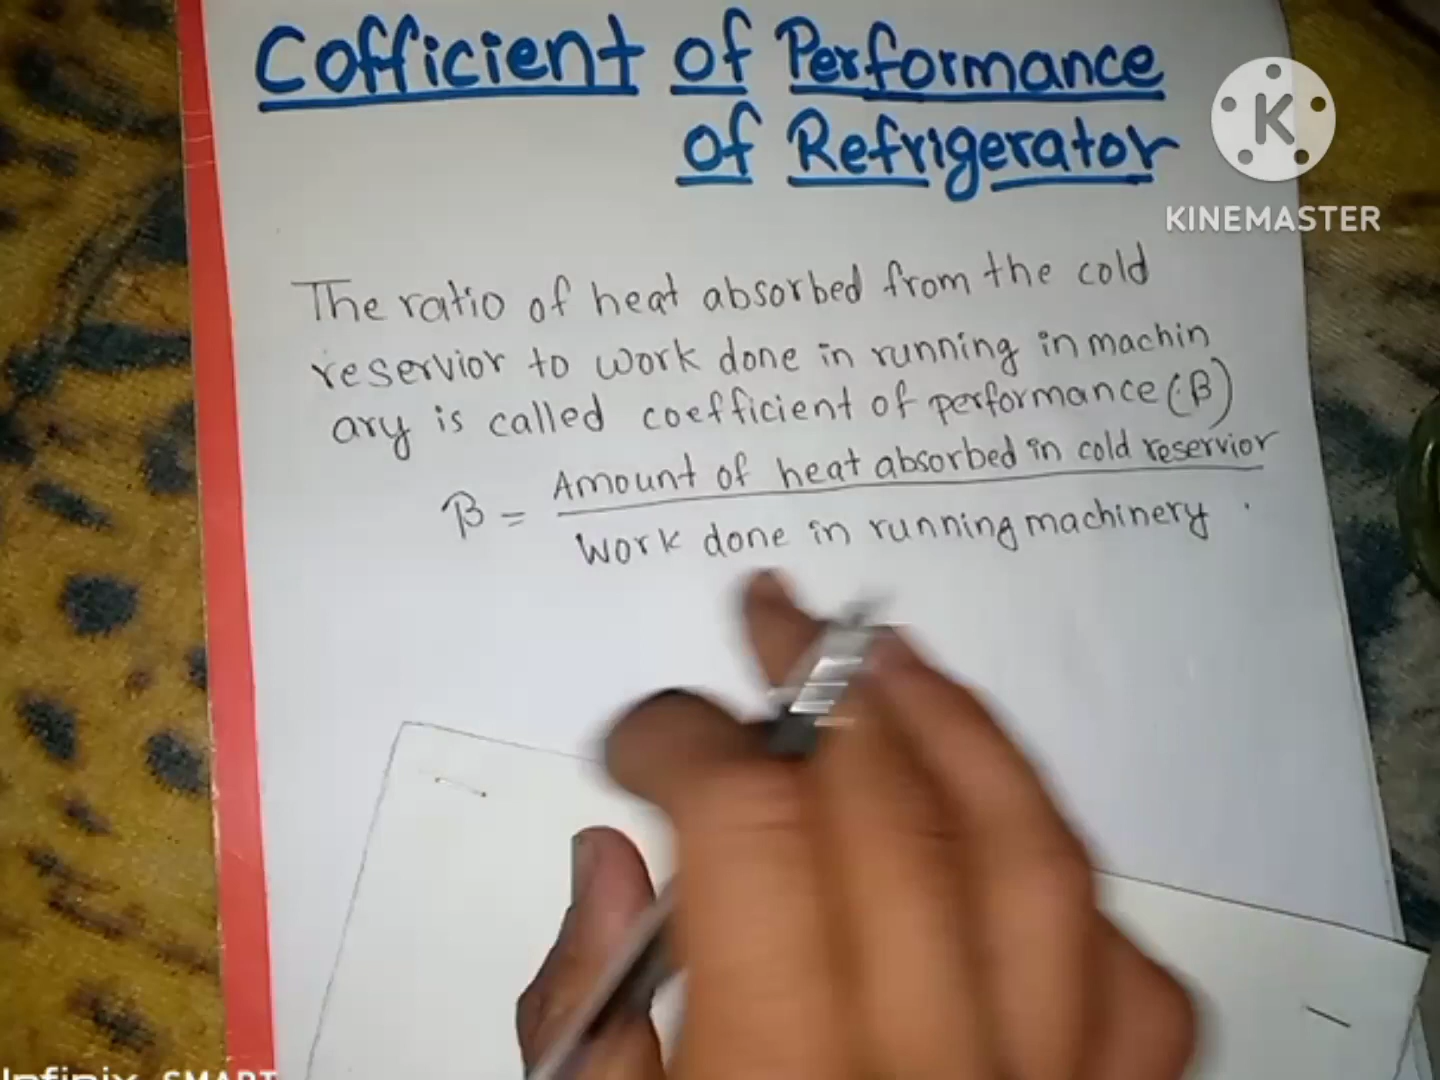 Cofficient of Performance
of Refrigerator
KINEMASTER
The ratio of heat absorbed from the cold
reservior to work done in running in machin
ary is called coefficient of performance (β)
β = Amount of heat absorbed in cold reservior
work done in running machinery .
Infinix SMART